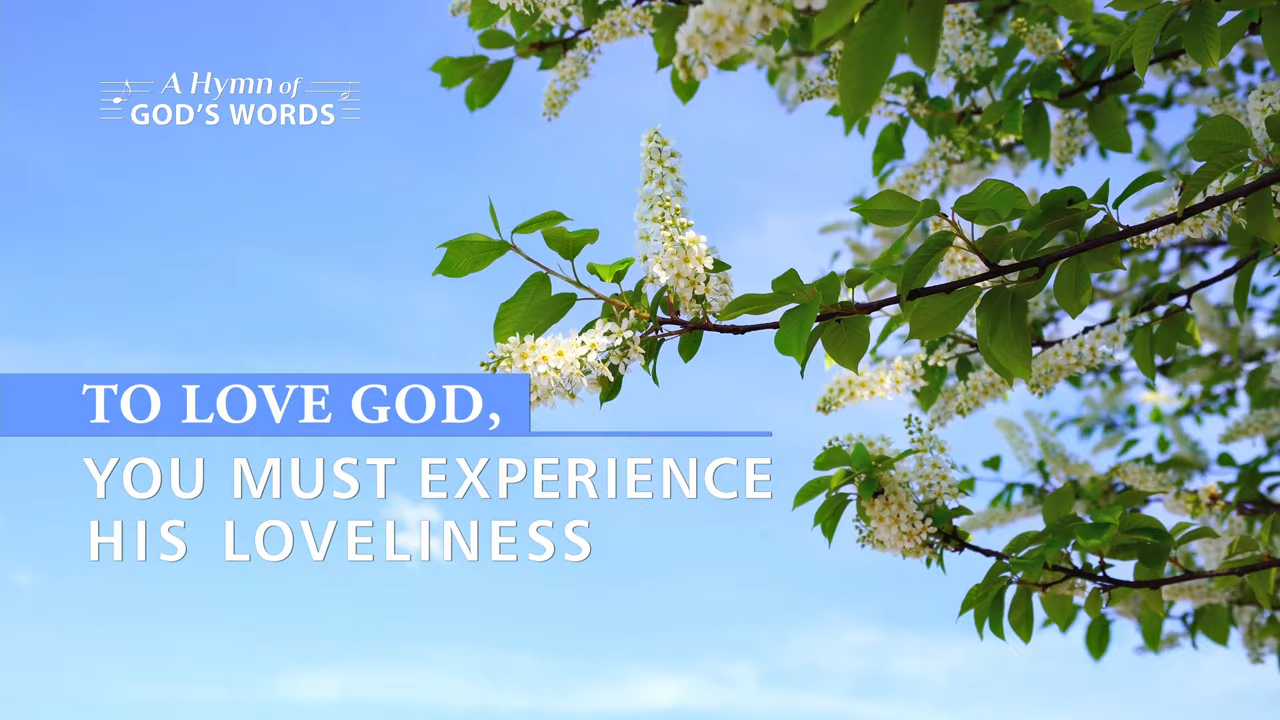 A Hymn of
GOD'S WORDS
TO LOVE GOD,
YOU MUST EXPERIENCE
HIS LOVELINESS